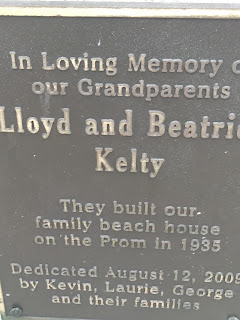 In Loving Memory o
our Grandparents
Lloyd and Beatric
Kelty
They built our
family beach house
on the Prom in 1935
Dedicated August 12, 2009
by Kevin, Laurie, George
and their families